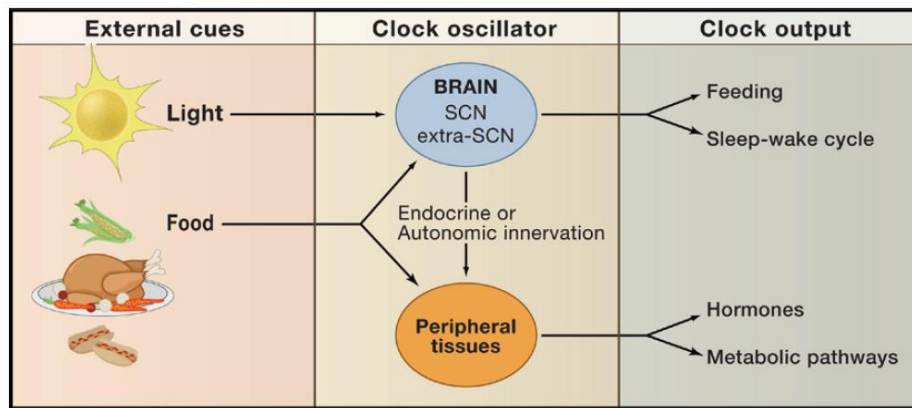 External cues
Clock oscillator
Clock output
Light
BRAIN
SCN
extra-SCN
Feeding
Sleep-wake cycle
Food
Endocrine or
Autonomic innervation
Peripheral
tissues
Hormones
Metabolic pathways